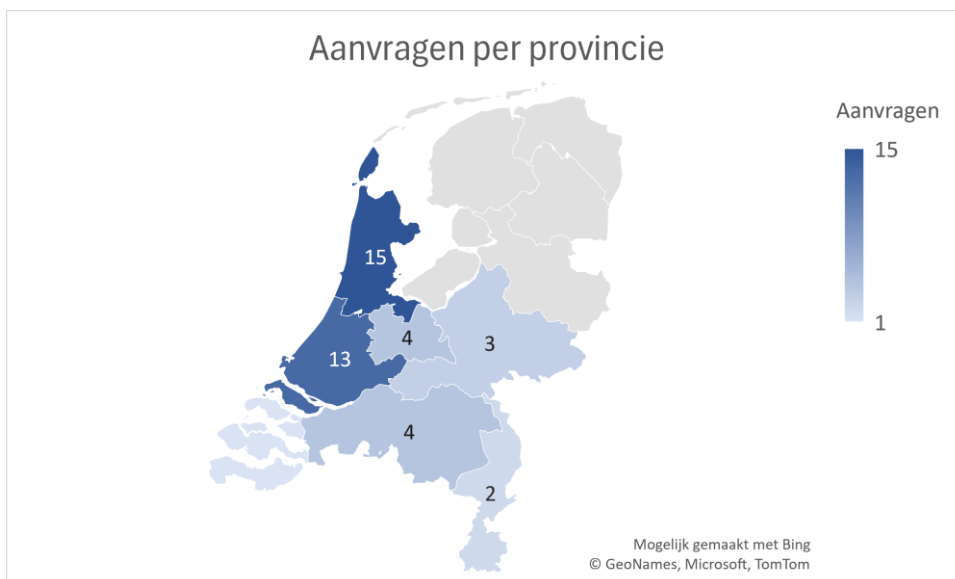 Aanvragen per provincie
Aanvragen
15
1
15
4
3
13
4
2
Mogelijk gemaakt met Bing
© GeoNames, Microsoft, TomTom